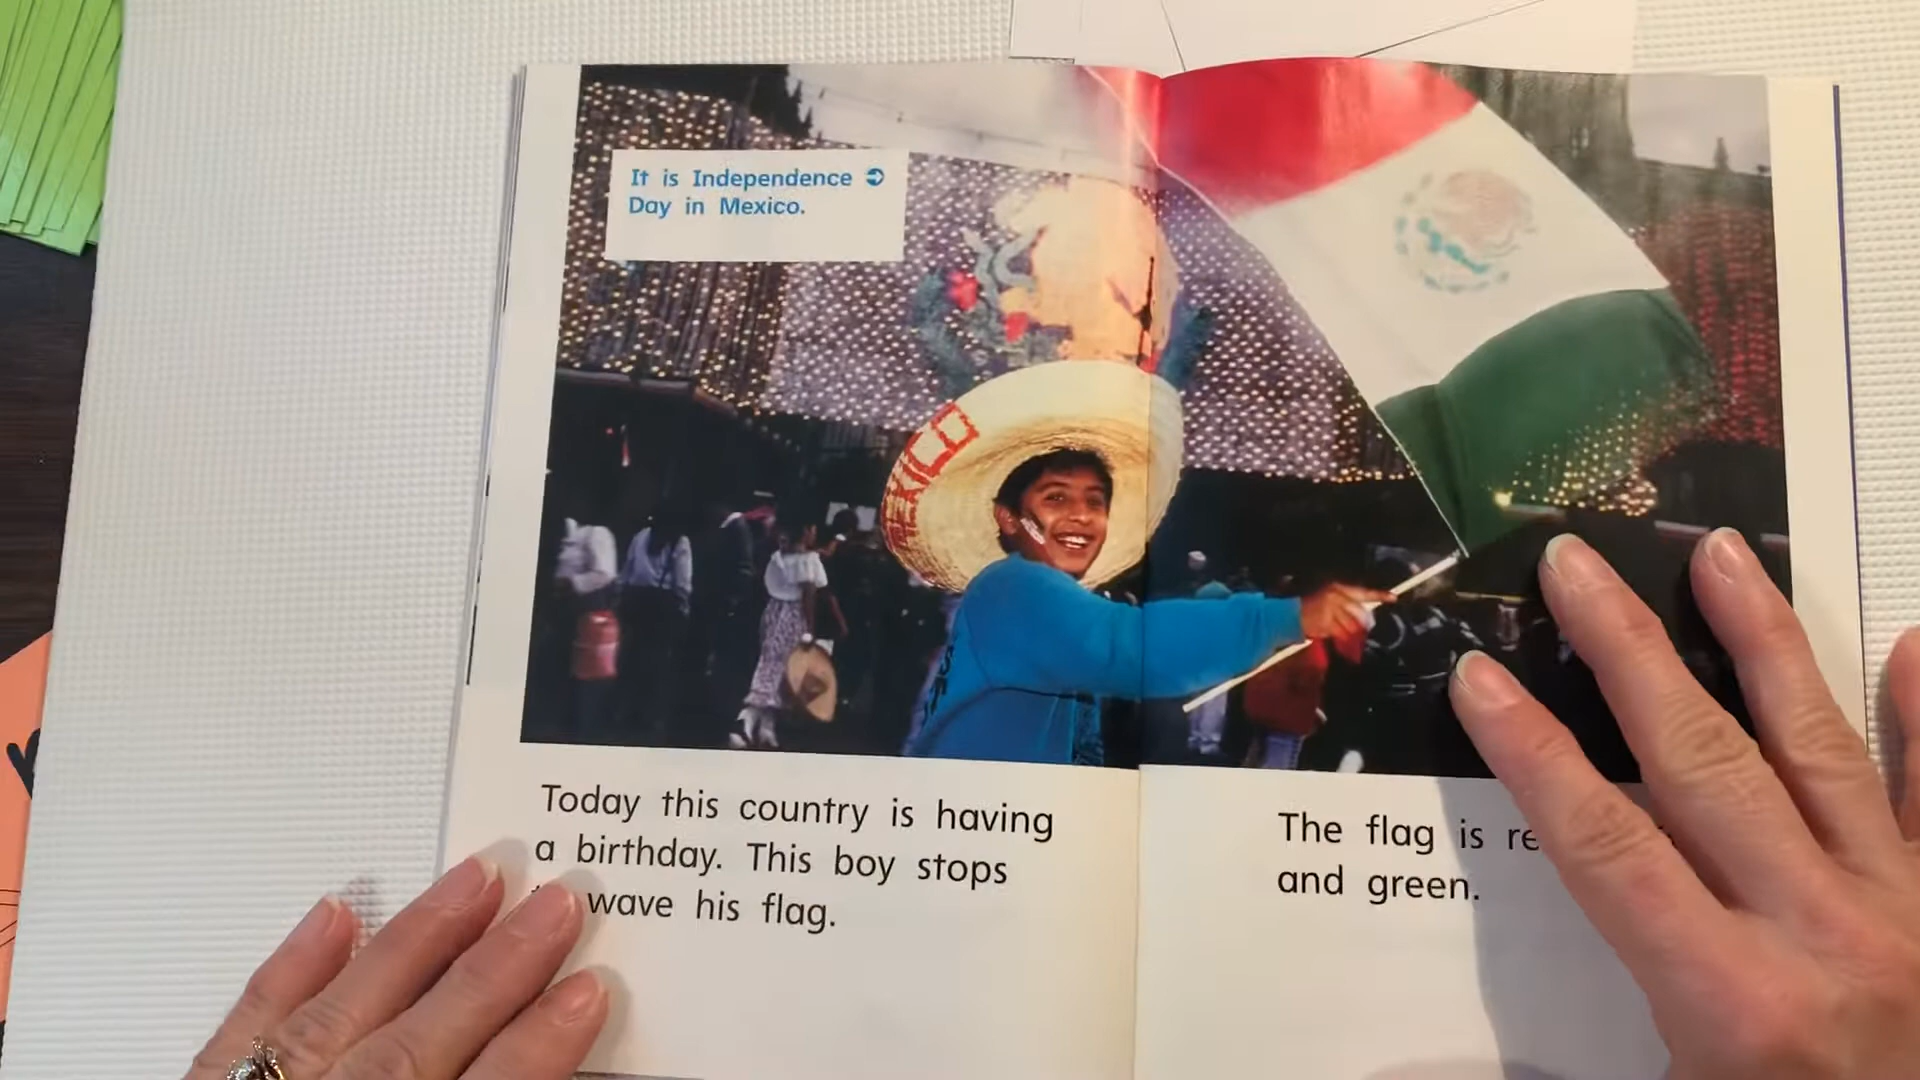 It is Independence
Day in Mexico.
MEXICO
Today this country is having
a birthday. This boy stops
wave his flag.
The flag is
and green.